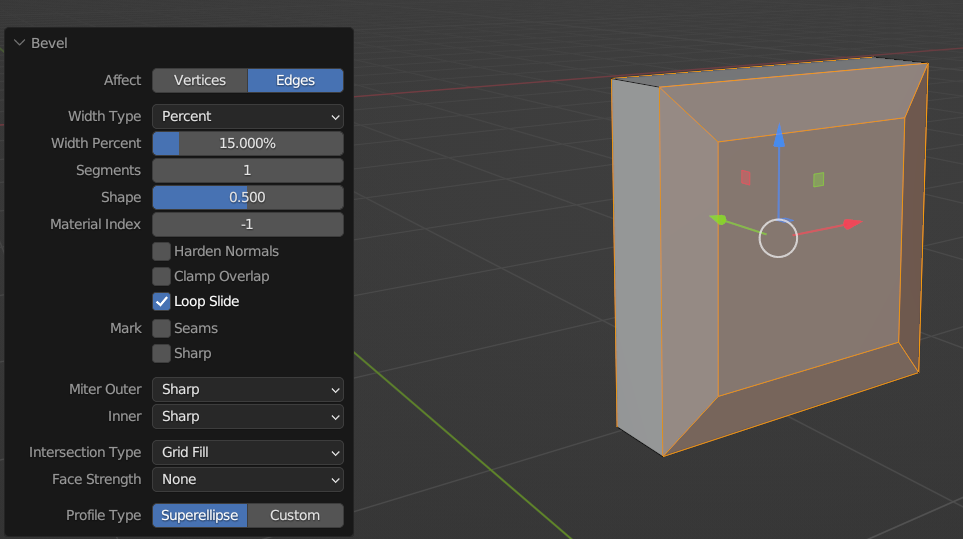 Bevel
Affect Vertices Edges
Width Type Percent
Width Percent 15.000%
Segments 1
Shape 0.500
Material Index -1
Harden Normals
Clamp Overlap
Loop Slide
Mark Seams
Sharp
Miter Outer Sharp
Inner Sharp
Intersection Type Grid Fill
Face Strength None
Profile Type Superellipse Custom